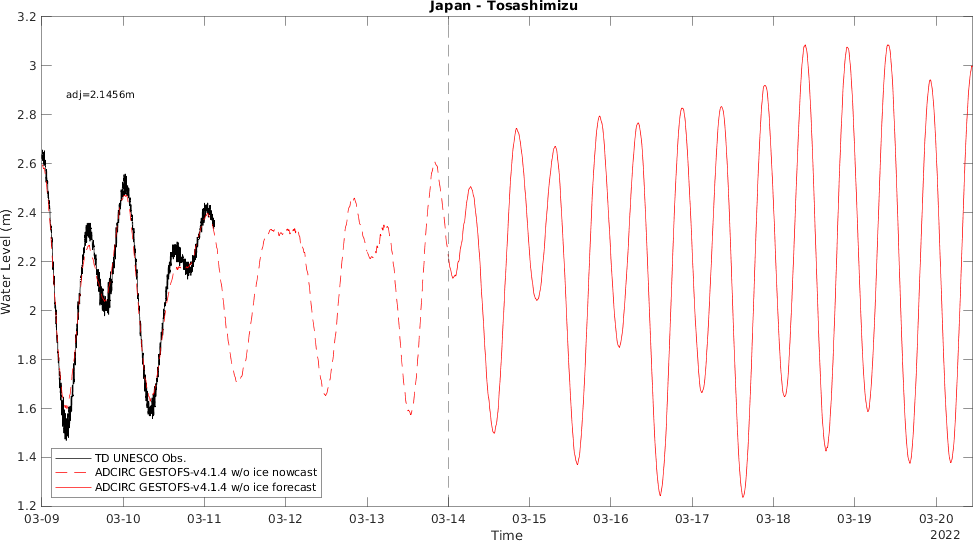 Japan - Tosashimizu
3.2
3
2.8
2.6
2.4
2.2
2
1.8
1.6
1.4
1.2
Water Level (m)
adj=2.1456m
TD UNESCO Obs.
ADCIRC GESTOFS-v4.1.4 w/o ice nowcast
ADCIRC GESTOFS-v4.1.4 w/o ice forecast
03-09 03-10 03-11 03-12 03-13 03-14 03-15 03-16 03-17 03-18 03-19 03-20
Time
2022